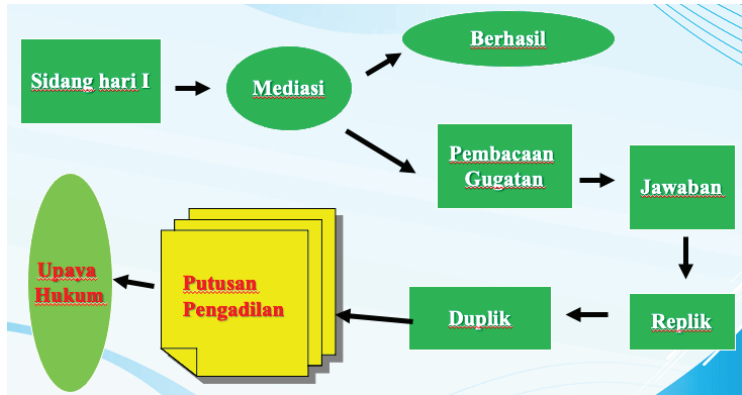 Sidang hari I
Mediasi
Berhasil
Pembacaan
Gugatan
Jawaban
Replik
Duplik
Putusan
Pengadilan
Upaya
Hukum